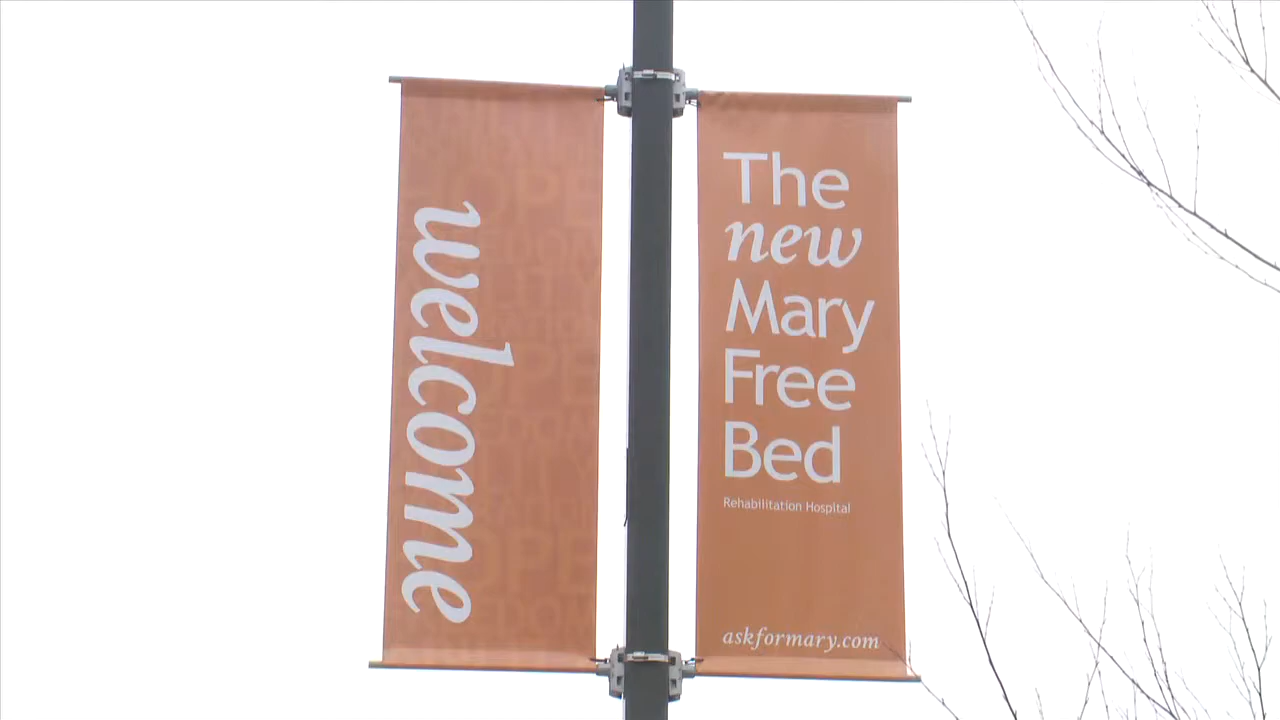 welcome
The
new
Mary
Free
Bed
Rehabilitation Hospital
askformary.com